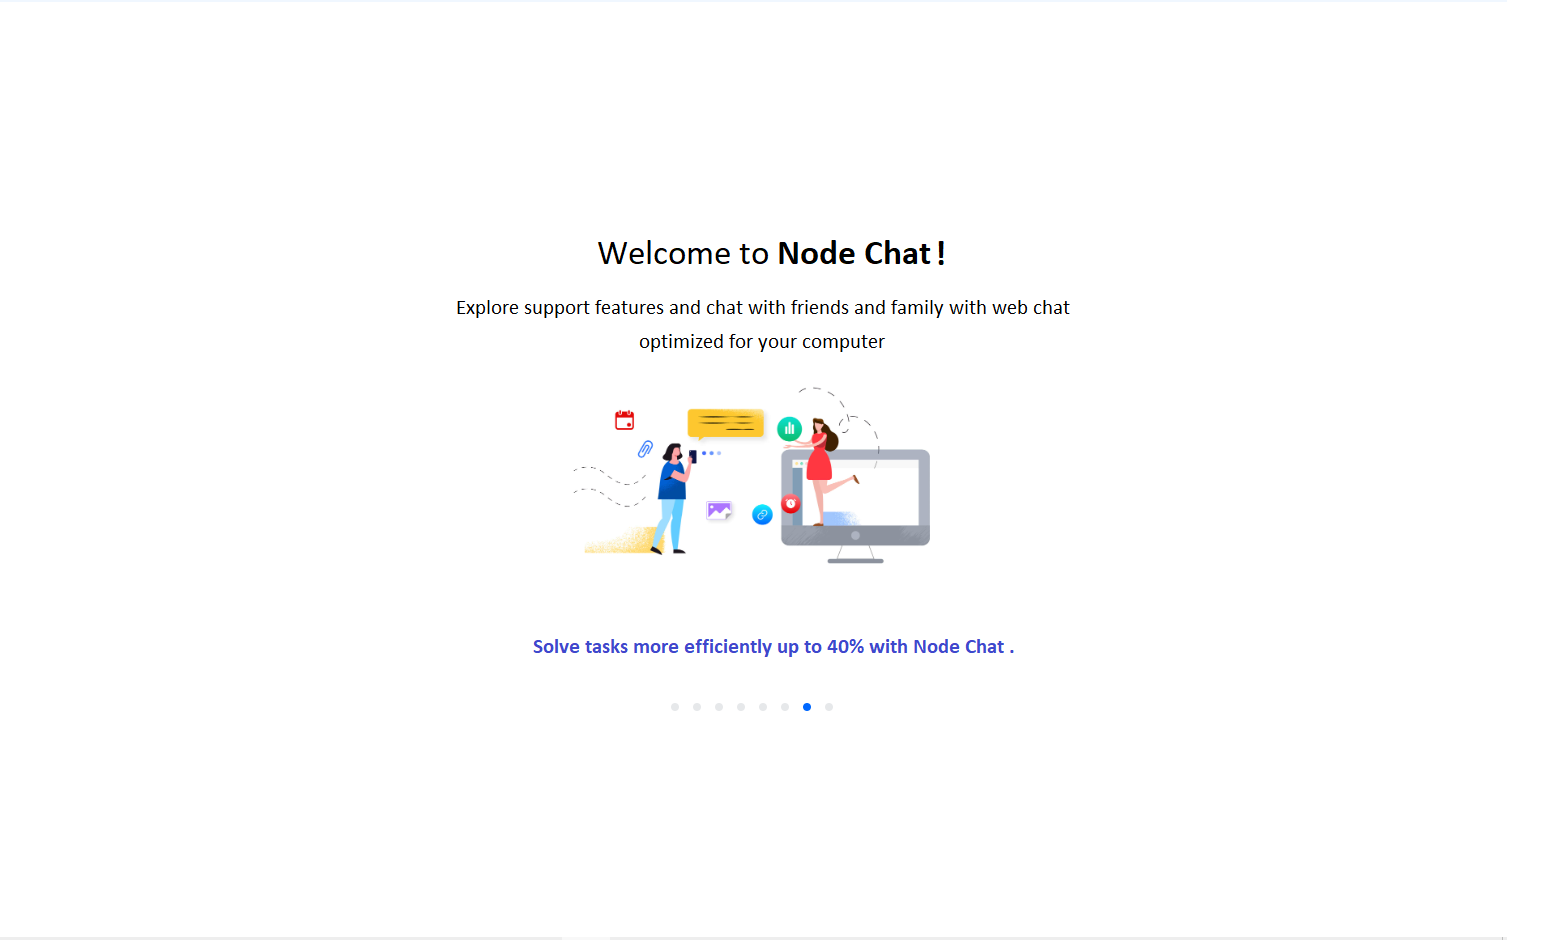 Welcome to Node Chat!
Explore support features and chat with friends and family with web chat
optimized for your computer
Solve tasks more efficiently up to 40% with Node Chat .